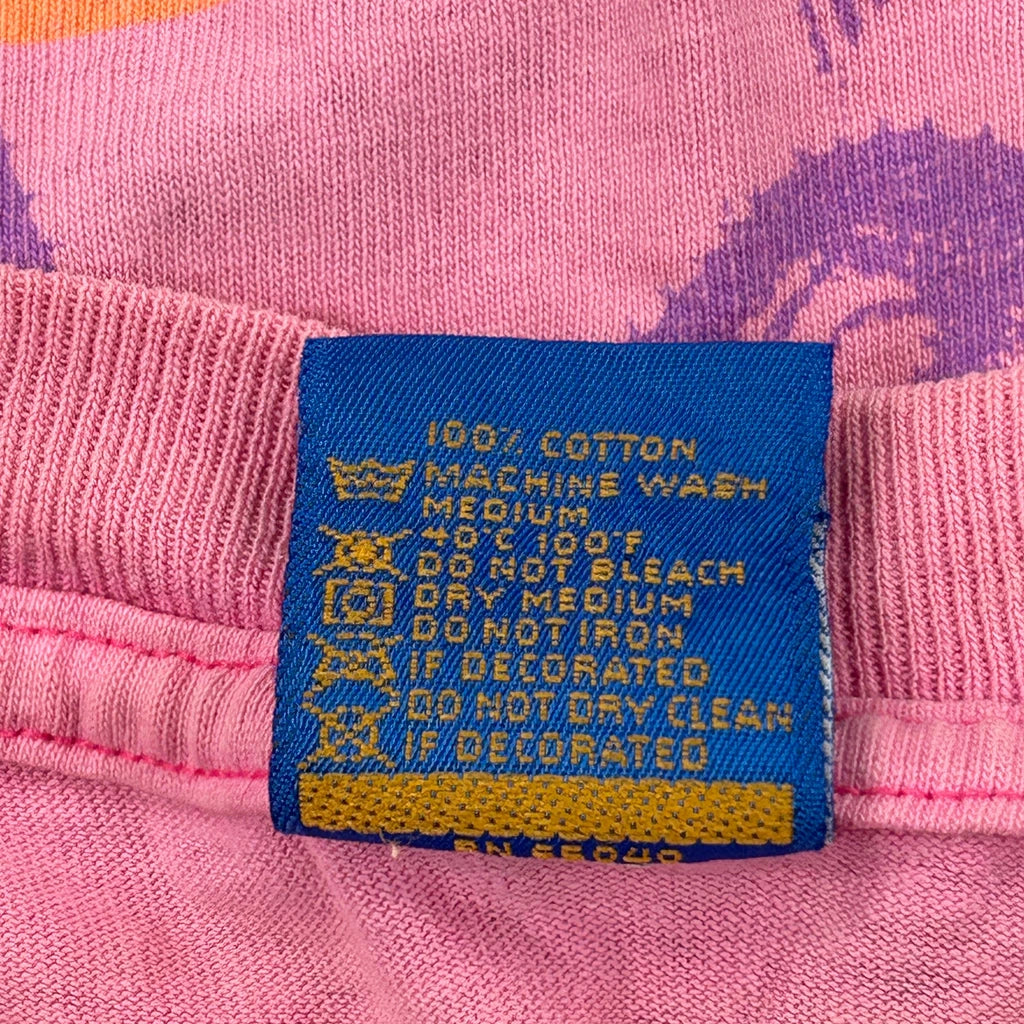 100% COTTON
MACHINE WASH
MEDIUM
40°C 100°F
DO NOT BLEACH
DRY MEDIUM
DO NOT IRON
IF DECORATED
DO NOT DRY CLEAN
IF DECORATED
RN